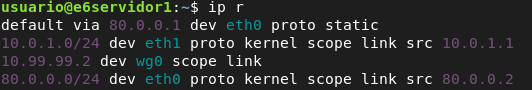 usuario@e6servidor1:~$ ip r
default via 80.0.0.1 dev eth0 proto static
10.0.1.0/24 dev eth1 proto kernel scope link src 10.0.1.1
10.99.99.2 dev wg0 scope link
80.0.0.0/24 dev eth0 proto kernel scope link src 80.0.0.2